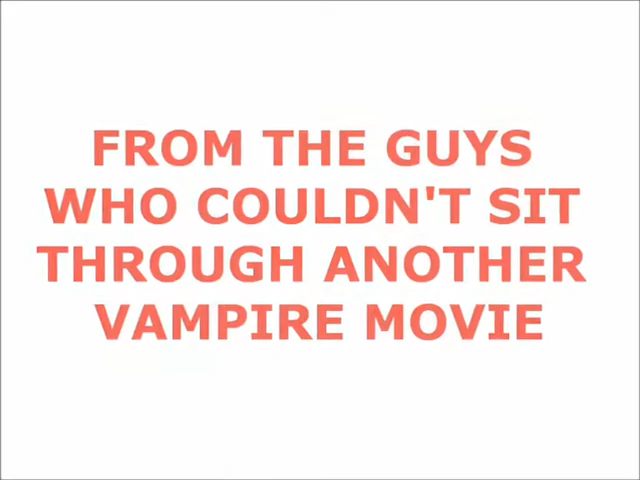 FROM THE GUYS
WHO COULDN'T SIT
THROUGH ANOTHER
VAMPIRE MOVIE